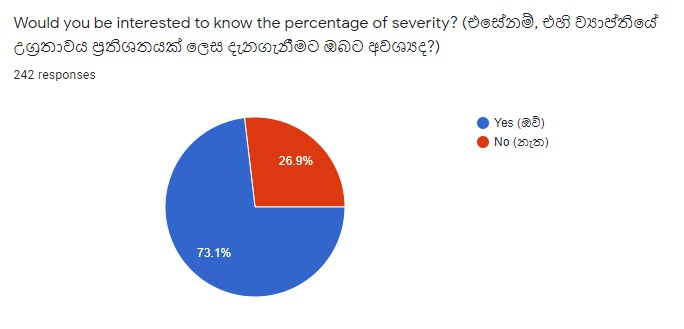 Would you be interested to know the percentage of severity? (එසේනම්, එහි ව්‍යාප්තියේ
උග්‍රතාවය ප්‍රතිශතයක් ලෙස දැනගැනීමට ඔබට අවශ්‍යද?)
242 responses
Yes (ඔව්)
No (නැත)
26.9%
73.1%